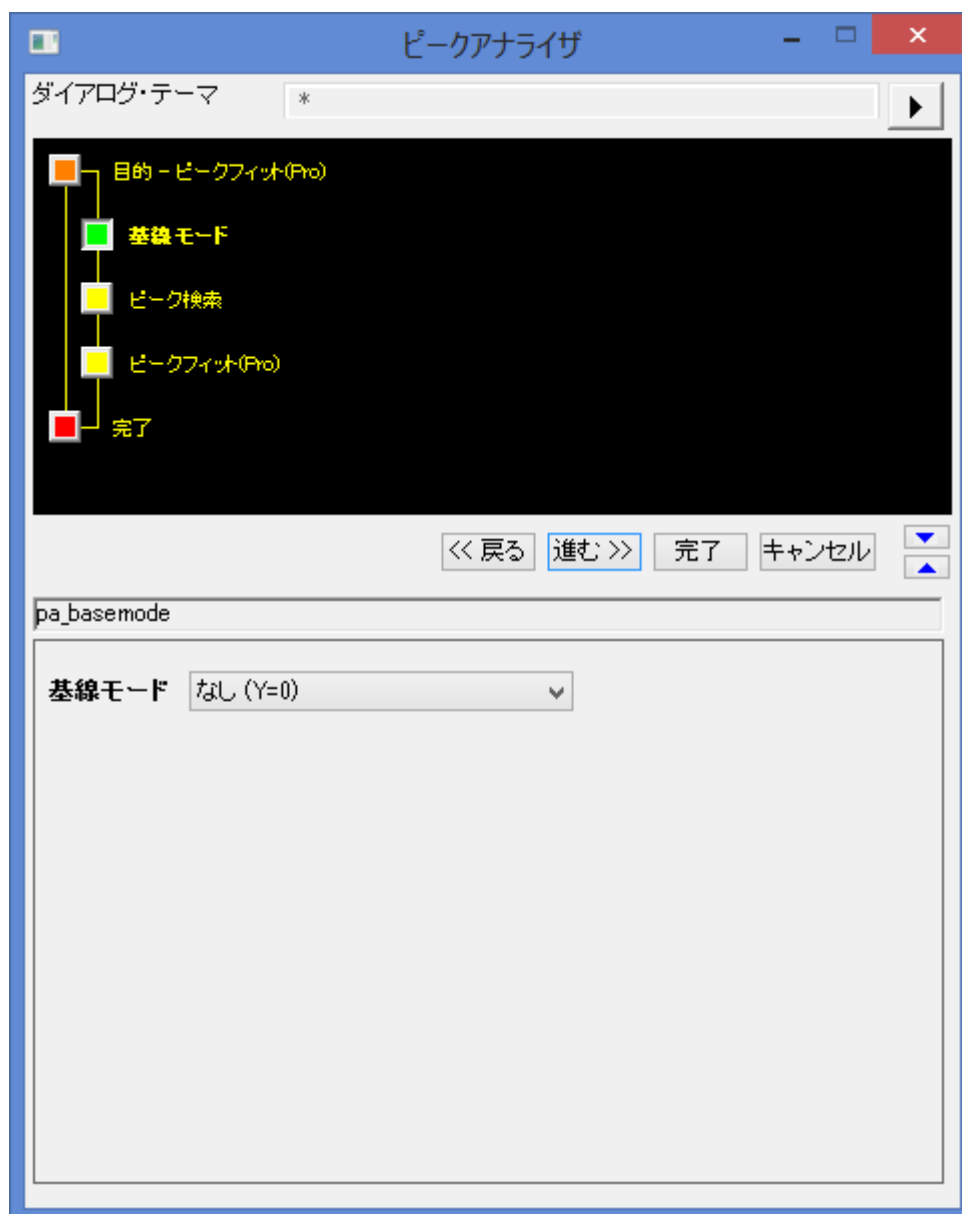 ピークアナライザ
ダイアログ・テーマ *
目的 - ピークフィット(Pro)
基線モード
ピーク検索
ピークフィット(Pro)
完了
<< 戻る 進む >> 完了 キャンセル
pa_basemode
基線モード なし (Y=0)